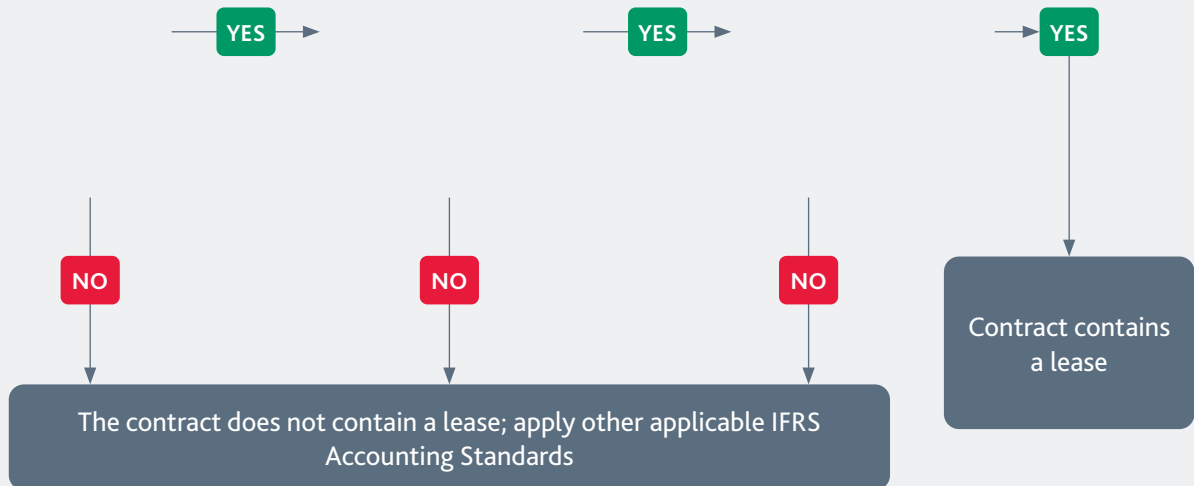 YES
YES
YES
NO
NO
NO
Contract contains
a lease
The contract does not contain a lease; apply other applicable IFRS
Accounting Standards